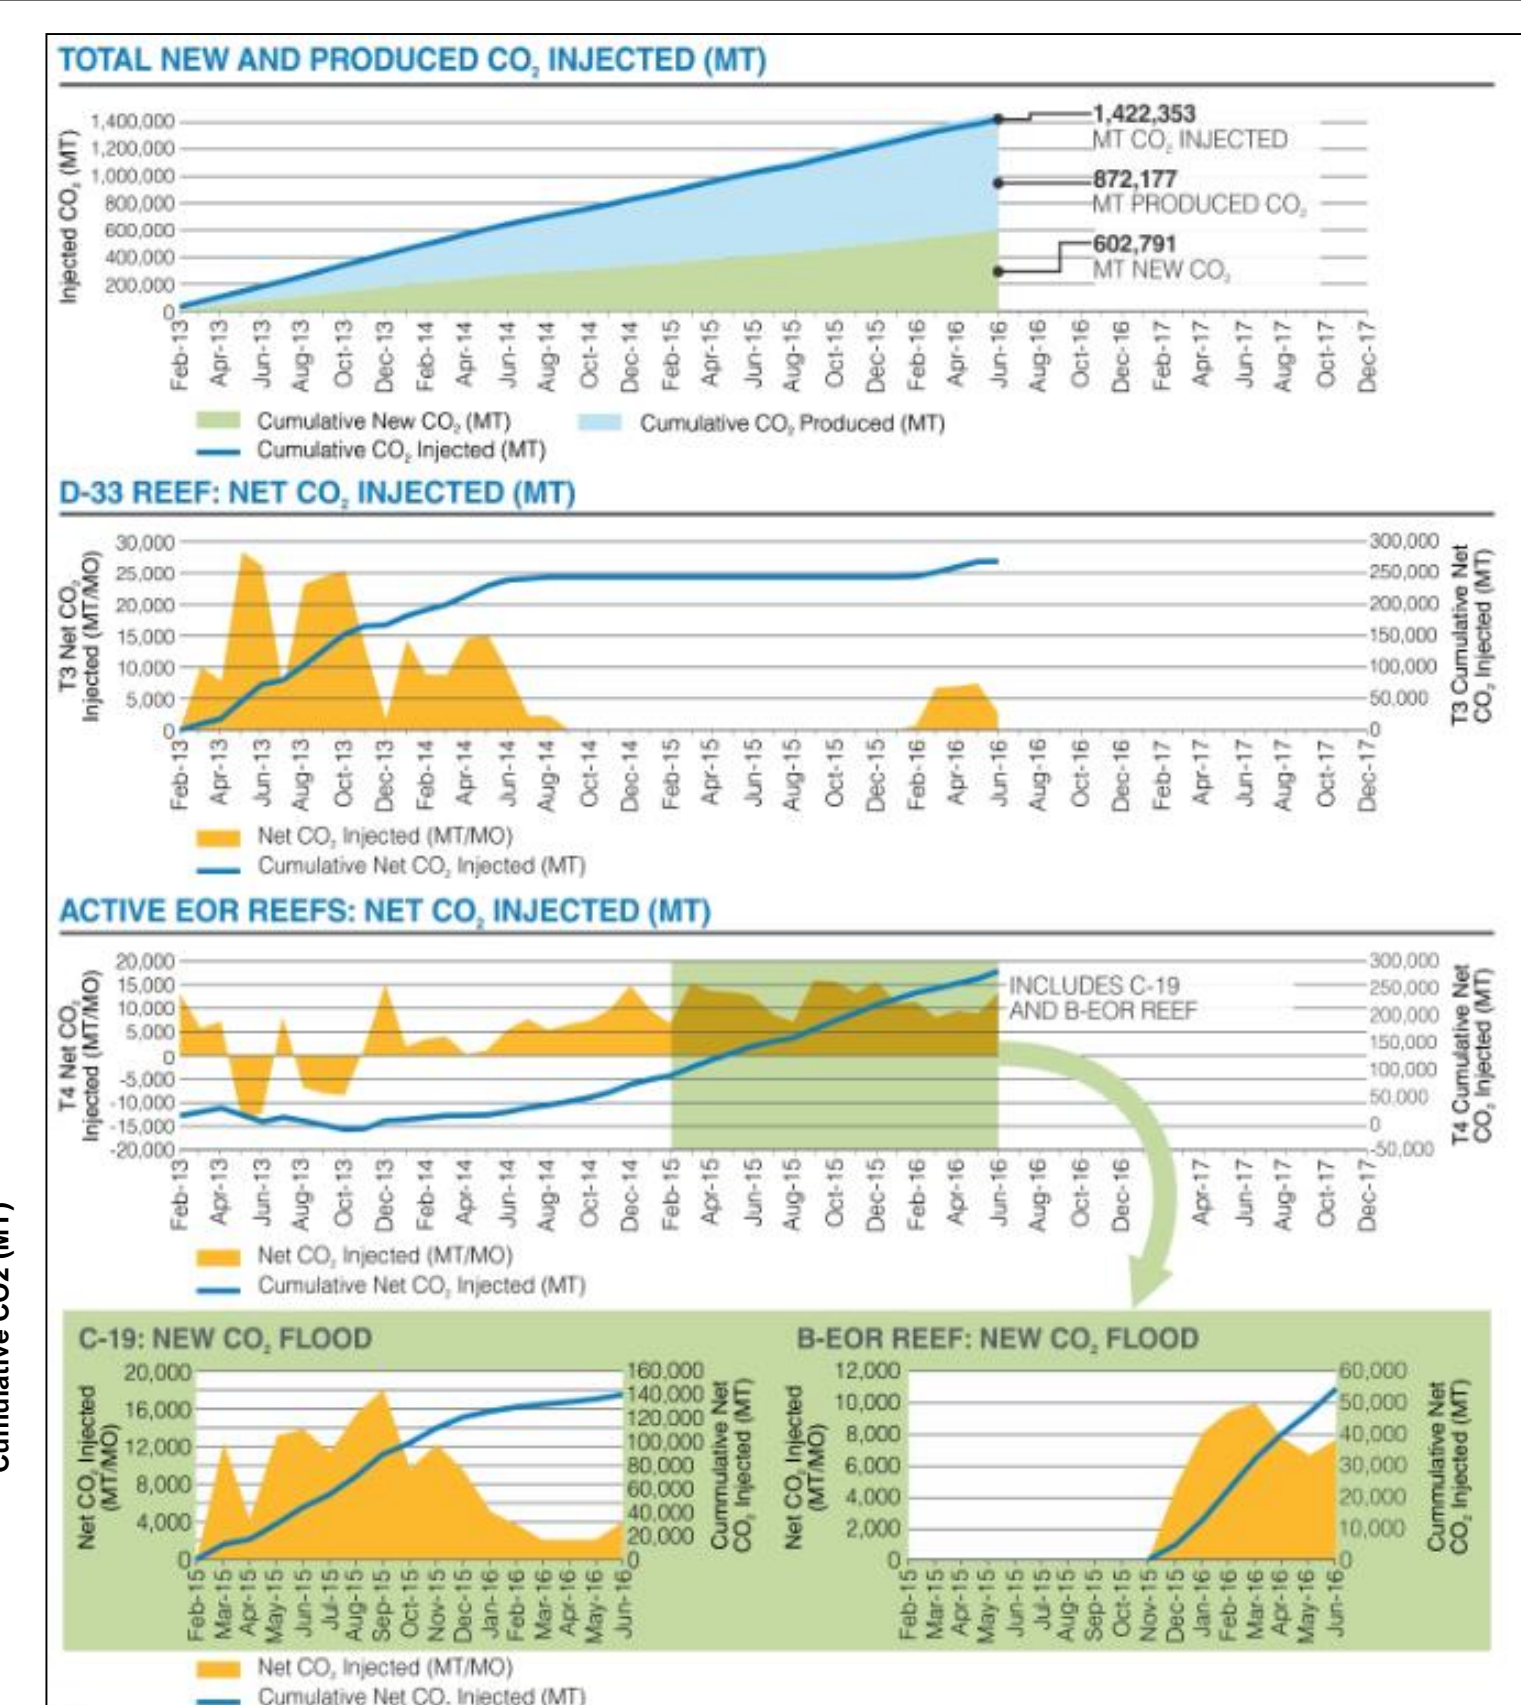 TOTAL NEW AND PRODUCED CO₂ INJECTED (MT)
Injected CO₂ (MT)
1,400,000
1,200,000
1,000,000
800,000
600,000
400,000
200,000
0
1,422,353
MT CO₂ INJECTED
872,177
MT PRODUCED CO₂
602,791
MT NEW CO₂
Feb-13 Apr-13 Jun-13 Aug-13 Oct-13 Dec-13 Feb-14 Apr-14 Jun-14 Aug-14 Oct-14 Dec-14 Feb-15 Apr-15 Jun-15 Aug-15 Oct-15 Dec-15 Feb-16 Apr-16 Jun-16 Aug-16 Oct-16 Dec-16 Feb-17 Apr-17 Jun-17 Aug-17 Oct-17 Dec-17
Cumulative New CO₂ (MT) Cumulative CO₂ Produced (MT)
Cumulative CO₂ Injected (MT)
D-33 REEF: NET CO₂ INJECTED (MT)
T3 Net CO₂
Injected (MT/MO)
30,000
25,000
20,000
15,000
10,000
5,000
0
300,000
250,000
200,000
150,000
100,000
50.000
0
T3 Cumulative Net
CO₂ Injected (MT)
Feb-13 Apr-13 Jun-13 Aug-13 Oct-13 Dec-13 Feb-14 Apr-14 Jun-14 Aug-14 Oct-14 Dec-14 Feb-15 Apr-15 Jun-15 Aug-15 Oct-15 Dec-15 Feb-16 Apr-16 Jun-16 Aug-16 Oct-16 Dec-16 Feb-17 Apr-17 Jun-17 Aug-17 Oct-17 Dec-17
Net CO₂ Injected (MT/MO)
Cumulative Net CO₂ Injected (MT)
ACTIVE EOR REEFS: NET CO₂ INJECTED (MT)
T4 Net CO₂
Injected (MT/MO)
20,000
15,000
10,000
5,000
0
-5,000
-10,000
-15,000
-20,000
INCLUDES C-19
AND B-EOR REEF
300,000
250,000
200,000
150,000
100,000
50.000
0
-50,000
T4 Cumulative Net
CO₂ Injected (MT)
Feb-13 Apr-13 Jun-13 Aug-13 Oct-13 Dec-13 Feb-14 Apr-14 Jun-14 Aug-14 Oct-14 Dec-14 Feb-15 Apr-15 Jun-15 Aug-15 Oct-15 Dec-15 Feb-16 Apr-16 Jun-16 Aug-16 Oct-16 Dec-16 Apr-17 Jun-17 Aug-17 Oct-17 Dec-17
Net CO₂ Injected (MT/MO)
Cumulative Net CO₂ Injected (MT)
Cumulative CO2 (MT)
C-19: NEW CO₂ FLOOD
Net CO₂ Injected
(MT/MO)
20,000
16,000
12,000
8,000
4,000
0
160,000
140,000
120,000
100,000
80,000
60,000
40,000
20,000
0
Cummulative Net
CO₂ Injected (MT)
Feb-15 Mar-15 Apr-15 May-15 Jun-15 Jul-15 Aug-15 Sep-15 Oct-15 Nov-15 Dec-15 Jan-16 Feb-16 Mar-16 Apr-16 May-16 Jun-16
B-EOR REEF: NEW CO₂ FLOOD
Net CO₂ Injected
(MT/MO)
12,000
10,000
8,000
6,000
4,000
2,000
0
60,000
50,000
40,000
30,000
20,000
10,000
0
Cummulative Net
CO₂ Injected (MT)
Feb-15 Mar-15 Apr-15 May-15 Jun-15 Jul-15 Aug-15 Sep-15 Oct-15 Nov-15 Dec-15 Jan-16 Feb-16 Mar-16 Apr-16 May-16 Jun-16
Net CO₂ Injected (MT/MO)
Cumulative Net CO₂ Injected (MT)